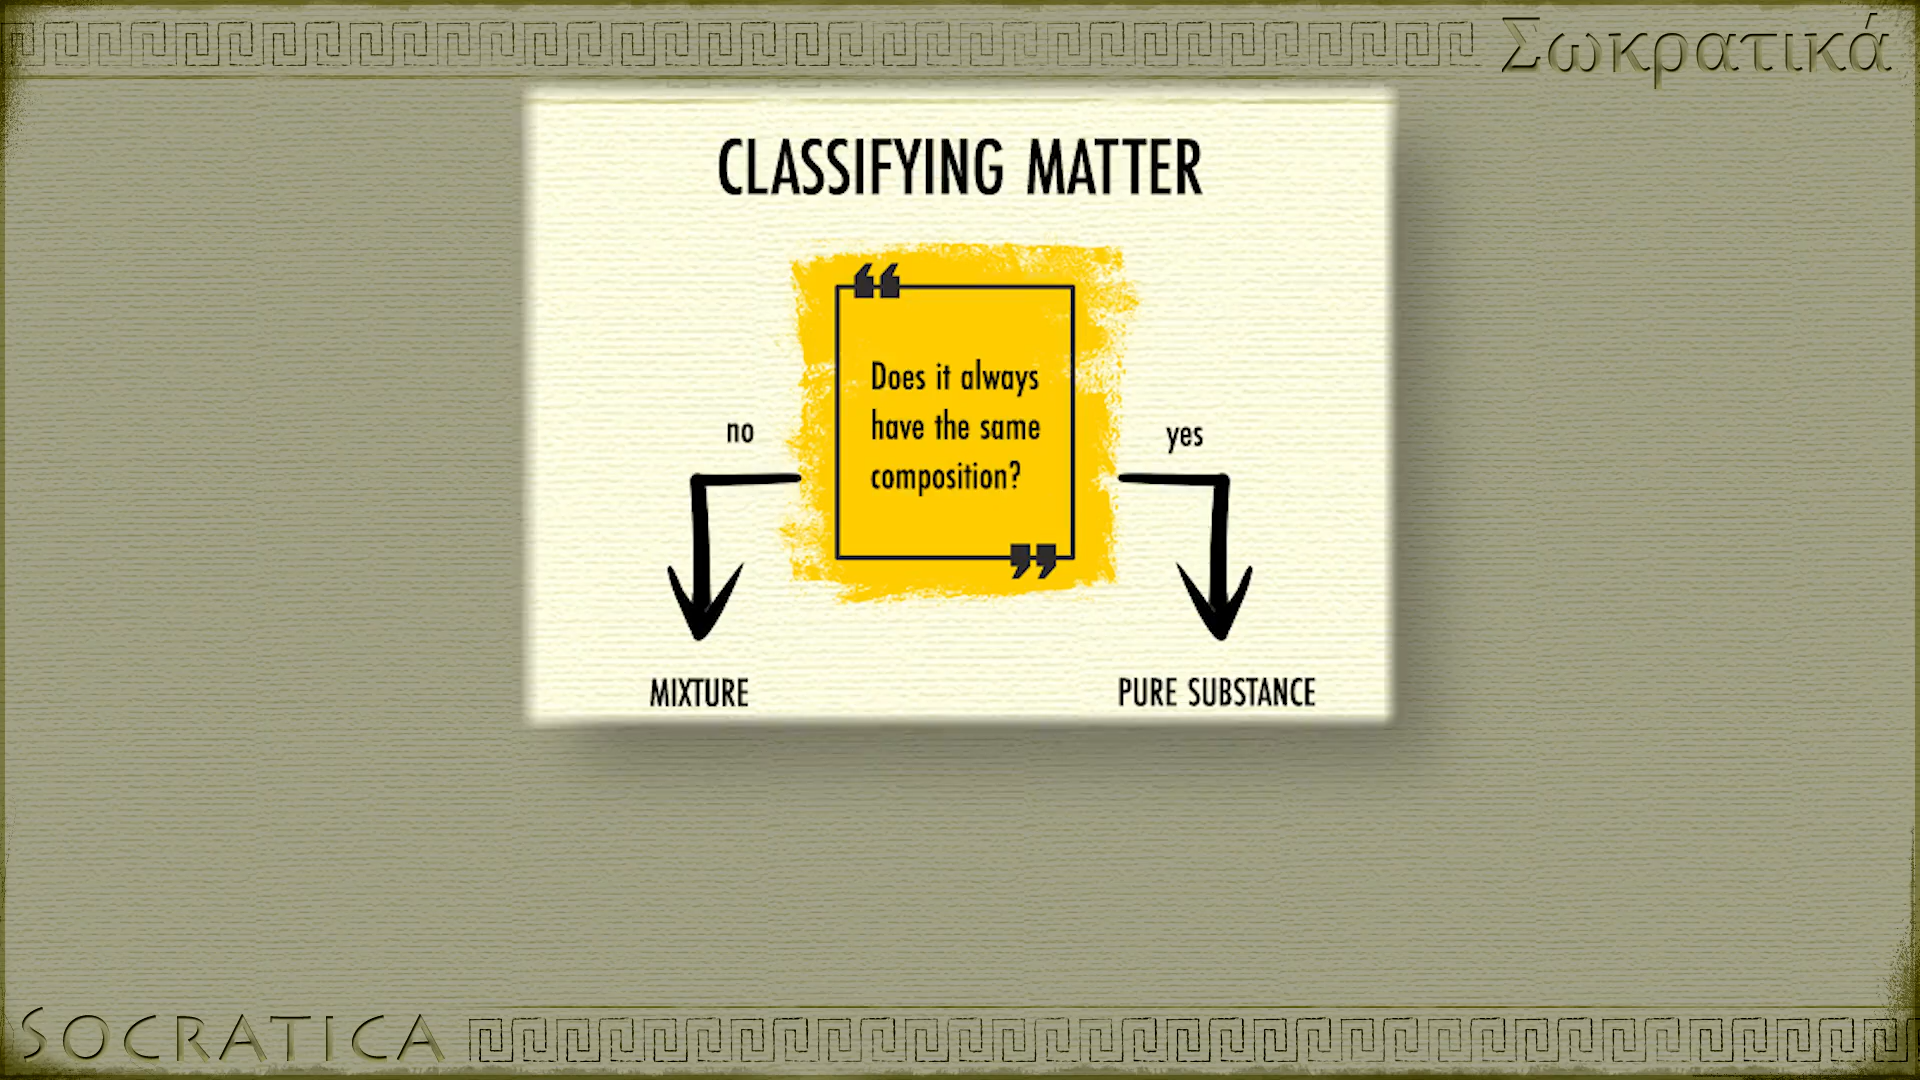 Σωκρατικά
CLASSIFYING MATTER
Does it always
have the same
composition?
no
yes
MIXTURE
PURE SUBSTANCE
SOCRATICA